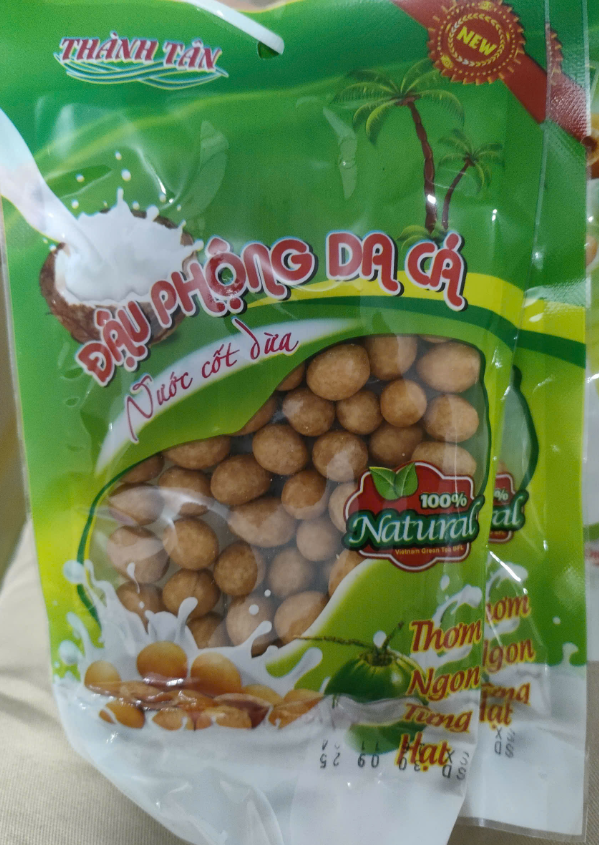 THÀNH TÂN
NEW
ĐẬU PHỘNG DA CÁ
Nước cốt dừa
100%
Natural
Thơm
Ngon
Từng
Hạt